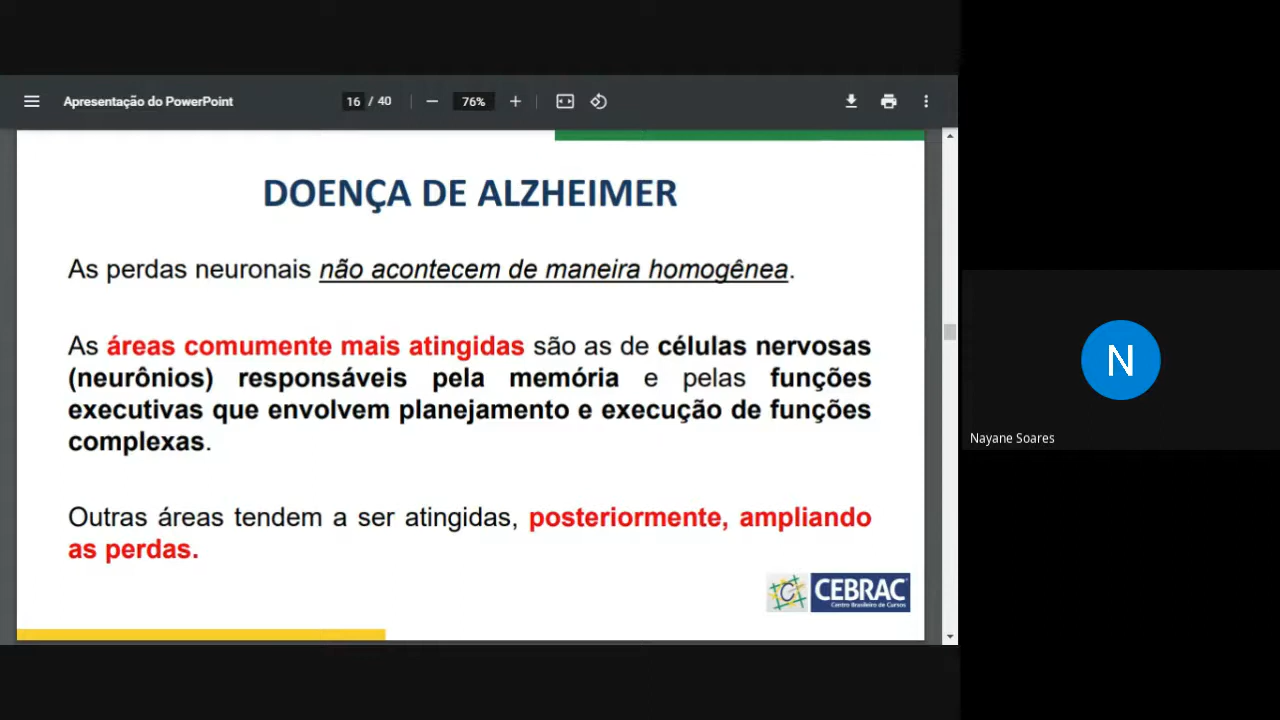 Apresentação do PowerPoint
16 / 40
76%
DOENÇA DE ALZHEIMER
As perdas neuronais não acontecem de maneira homogênea.
As áreas comumente mais atingidas são as de células nervosas
(neurônios) responsáveis pela memória e pelas funções
executivas que envolvem planejamento e execução de funções
complexas.
Outras áreas tendem a ser atingidas, posteriormente, ampliando
as perdas.
C CEBRAC
Centro Brasileiro de Cursos
N
Nayane Soares